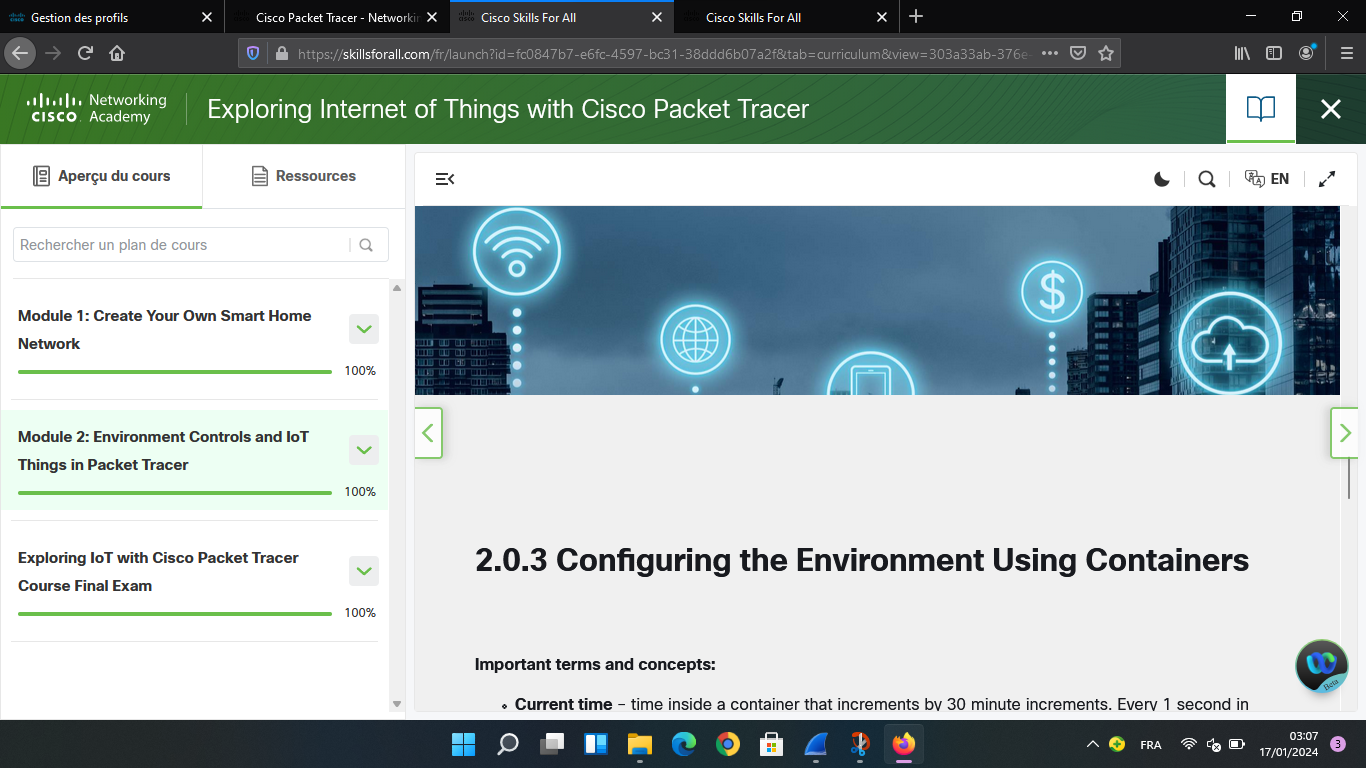 Gestion des profils
Cisco Packet Tracer - Networkin
Cisco Skills For All
Cisco Skills For All
https://skillsforall.com/fr/launch?id=fc0847b7-e6fc-4597-bc31-38ddd6b07a2f&tab=curriculum&view=303a33ab-376e-
CISCO Networking Academy
Exploring Internet of Things with Cisco Packet Tracer
Aperçu du cours
Ressources
EN
Rechercher un plan de cours
Module 1: Create Your Own Smart Home
Network
100%
Module 2: Environment Controls and IoT
Things in Packet Tracer
100%
Exploring IoT with Cisco Packet Tracer
Course Final Exam
100%
$
2.0.3 Configuring the Environment Using Containers
Important terms and concepts:
Current time – time inside a container that increments by 30 minute increments. Every 1 second in
Beta
FRA
03:07
17/01/2024
3